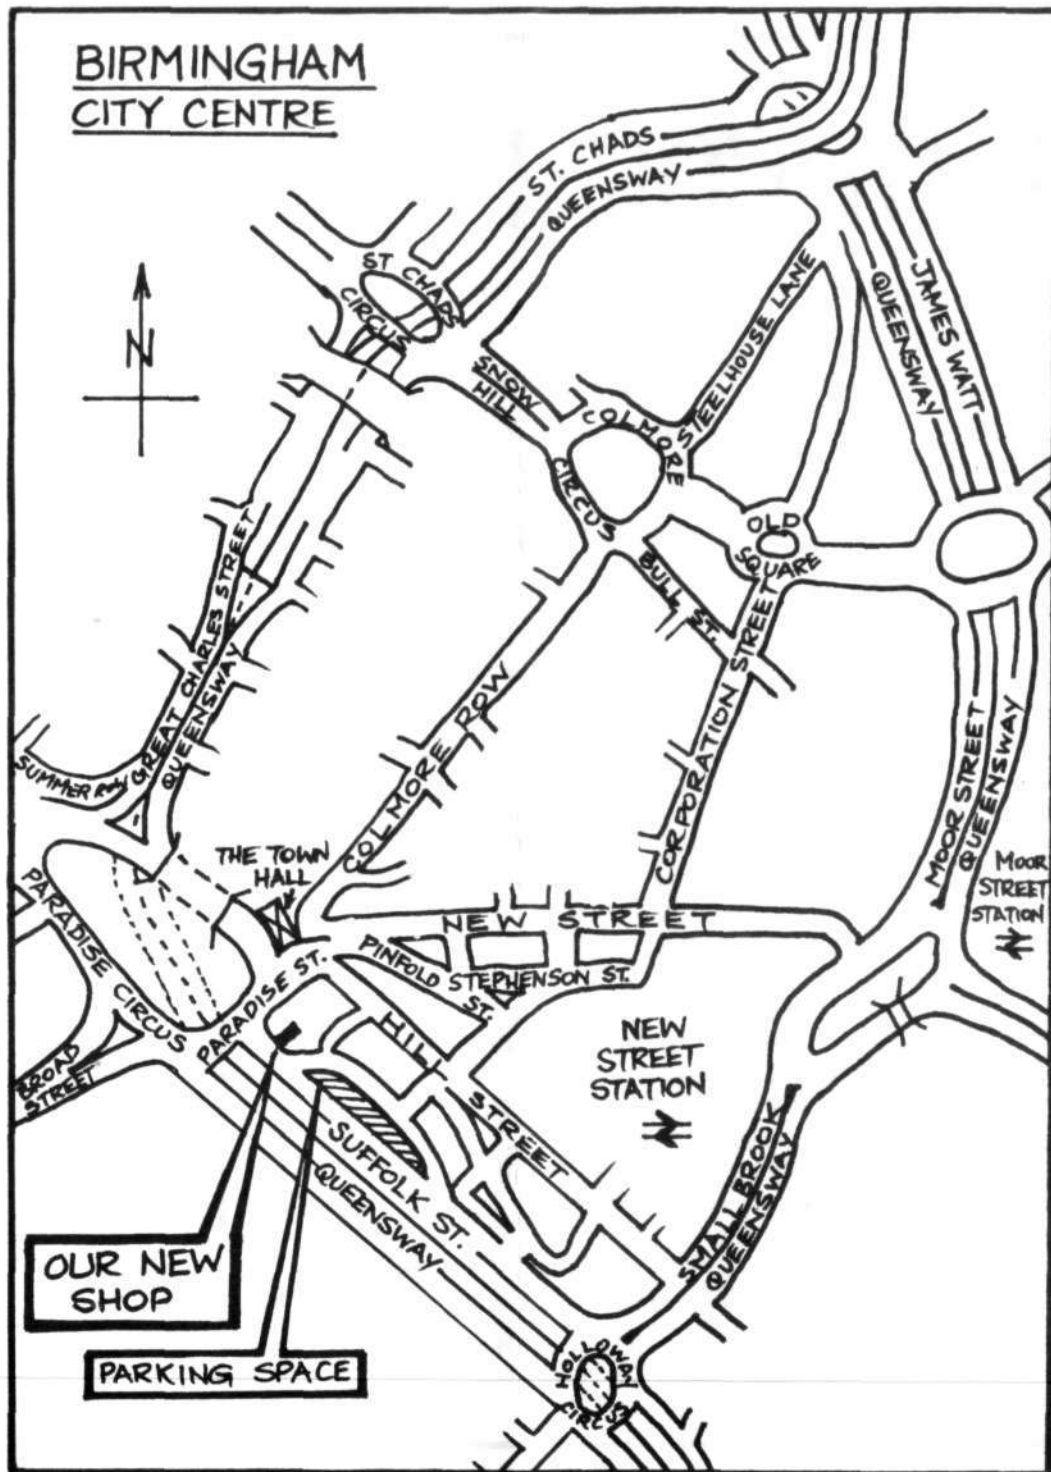 BIRMINGHAM
CITY CENTRE
ST. CHADS
QUEENSWAY
N
ST CHADS
CIRCUS
SNOW
HILL
COLMORE
CIRCUS
STEELHOUSE LANE
QUEENSWAY
JAMES WATT
OLD
SQUARE
BULL
ST.
GREAT CHARLES STREET
QUEENSWAY
COLMORE ROW
CORPORATION STREET
MOOR STREET
QUEENSWAY
SUMMER
THE TOWN
HALL
MOOR
STREET
STATION
NEW STREET
PARADISE CIRCUS
PARADISE ST.
PINFOLD
ST.
STEPHENSON ST.
BROAD
STREET
HILL
STREET
NEW
STREET
STATION
SUFFOLK ST.
QUEENSWAY
SMALLBROOK
QUEENSWAY
OUR NEW
SHOP
PARKING SPACE
HOLLOWAY
CIRCUS